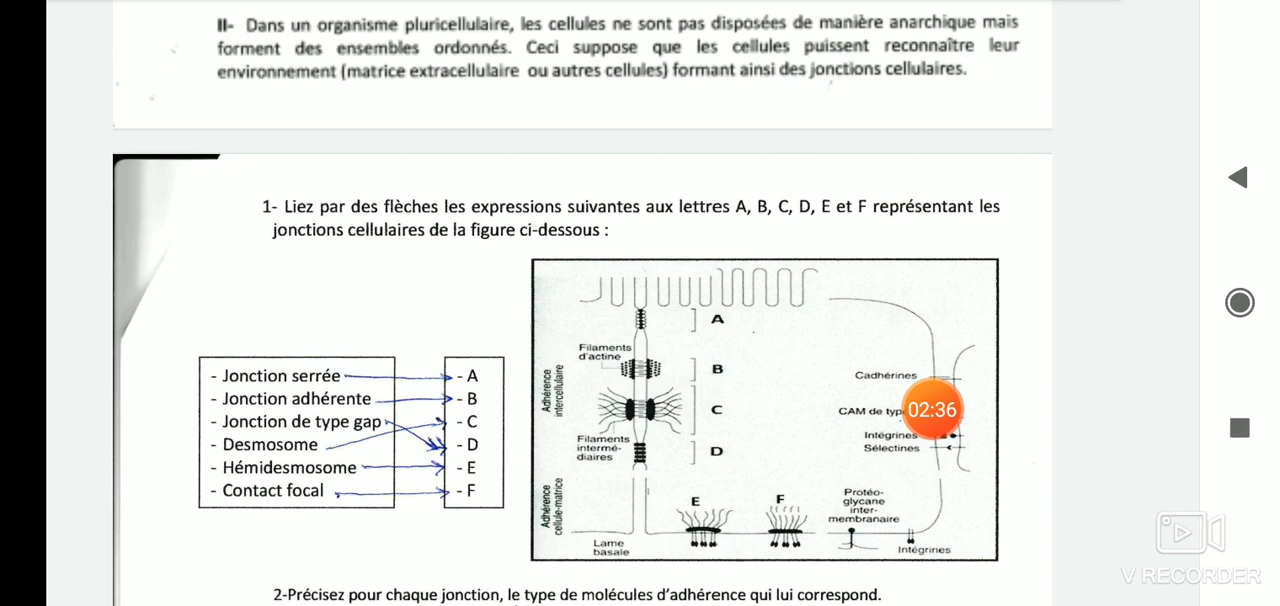 II- Dans un organisme pluricellulaire, les cellules ne sont pas disposées de manière anarchique mais
forment des ensembles ordonnés. Ceci suppose que les cellules puissent reconnaître leur
environnement (matrice extracellulaire ou autres cellules) formant ainsi des jonctions cellulaires.
1- Liez par des flèches les expressions suivantes aux lettres A, B, C, D, E et F représentant les
jonctions cellulaires de la figure ci-dessous :
- Jonction serrée
- Jonction adhérente
- Jonction de type gap
- Desmosome
- Hémidesmosome
- Contact focal
- A
- B
- C
- D
- E
- F
A
Filaments
d'actine
B
Adhérence
intercellulaire
C
Filaments
intermé-
diaires
D
Adhérence
cellule-matrice
E
F
Lame
basale
Cadhérines
CAM de typ
02:36
Intégrines
Sélectines
Protéo-
glycane
inter-
membranaire
Intégrines
2-Précisez pour chaque jonction, le type de molécules d'adhérence qui lui correspond.
V RECORDER